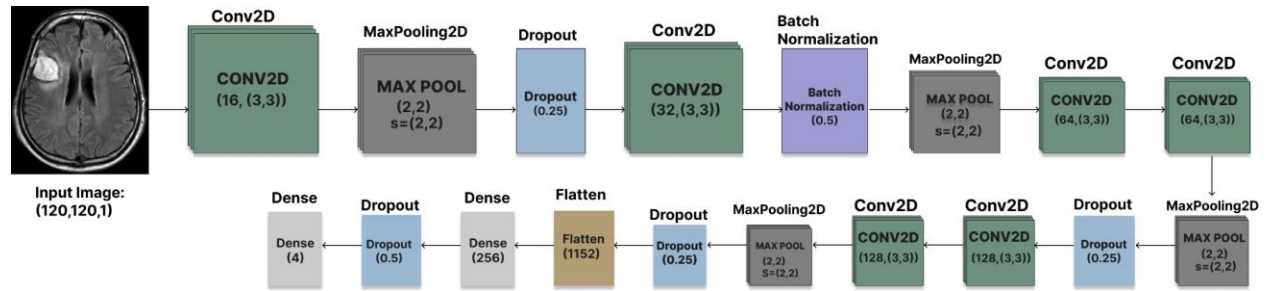 Conv2D
CONV2D
(16, (3,3))
MaxPooling2D
MAX POOL
(2,2)
s=(2,2)
Dropout
Dropout
(0.25)
Conv2D
CONV2D
(32,(3,3))
Batch
Normalization
Batch
Normalization
(0.5)
MaxPooling2D
MAX POOL
(2,2)
s=(2,2)
Conv2D
CONV2D
(64,(3,3))
Conv2D
CONV2D
(64,(3,3))
Input Image:
(120,120,1)
Dense
Dense
(4)
Dropout
Dropout
(0.5)
Dense
Dense
(256)
Flatten
Flatten
(1152)
Dropout
Dropout
(0.25)
MaxPooling2D
MAX POOL
(2,2)
S=(2,2)
Conv2D
CONV2D
(128,(3,3))
Conv2D
CONV2D
(128,(3,3))
Dropout
Dropout
(0.25)
MaxPooling2D
MAX POOL
(2,2)
s=(2,2)